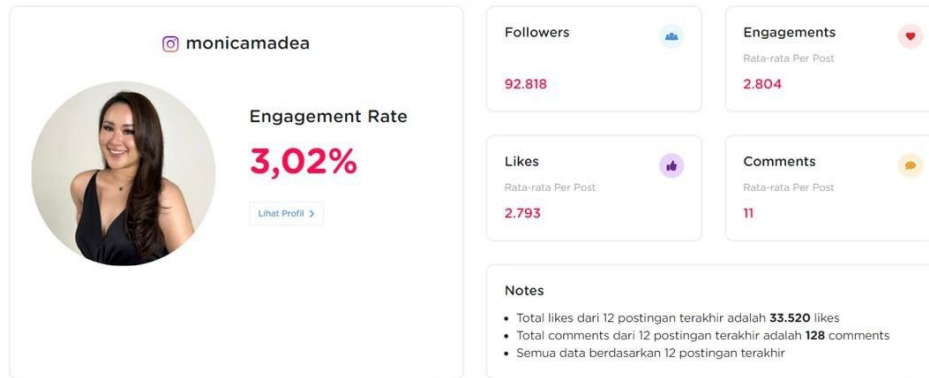 monicamadea
Engagement Rate
3,02%
Lihat Profil
Followers
92.818
Engagements
Rata-rata Per Post
2.804
Likes
Rata-rata Per Post
2.793
Comments
Rata-rata Per Post
11
Notes
• Total likes dari 12 postingan terakhir adalah 33.520 likes
• Total comments dari 12 postingan terakhir adalah 128 comments
• Semua data berdasarkan 12 postingan terakhir